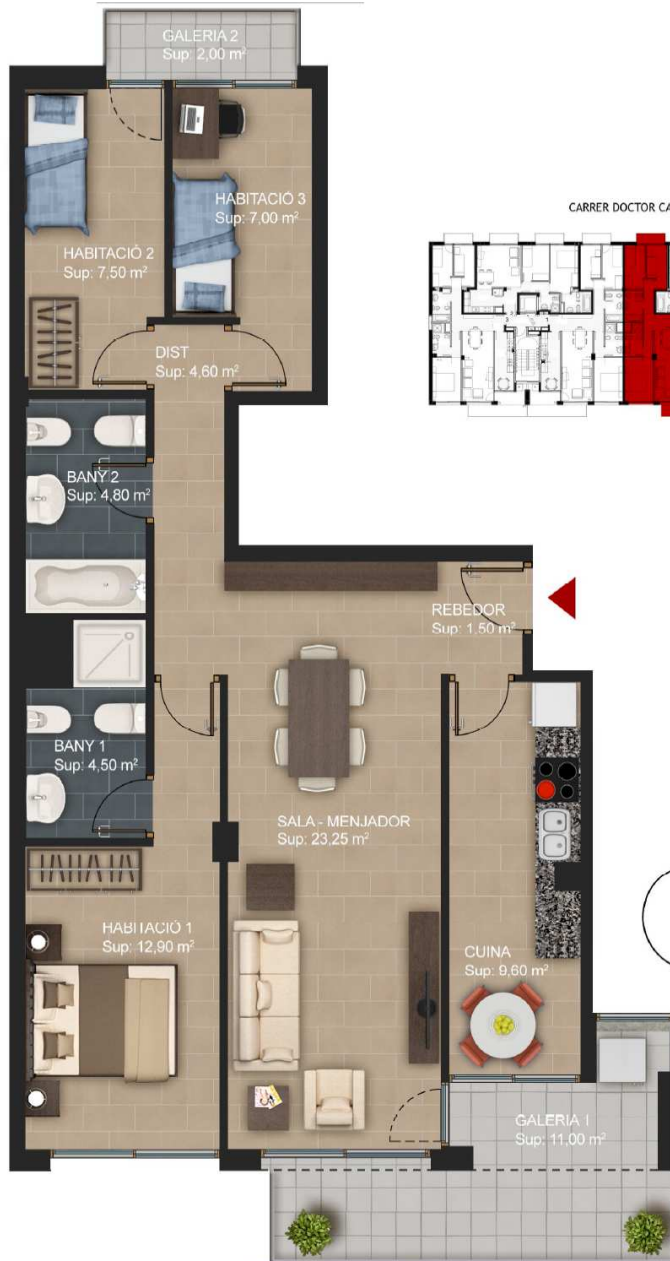 GALERIA 2
Sup: 2,00 m²
HABITACIÓ 3
Sup: 7,00 m²
CARRER DOCTOR CA
HABITACIÓ 2
Sup: 7,50 m²
DIST
Sup: 4,60 m²
BANY 2
Sup: 4,80 m²
REBEDOR
Sup: 1,50 m²
BANY 1
Sup: 4,50 m²
SALA - MENJADOR
Sup: 23,25 m²
HABITACIÓ 1
Sup: 12,90 m²
CUINA
Sup: 9,60 m²
GALERIA 1
Sup: 11,00 m²